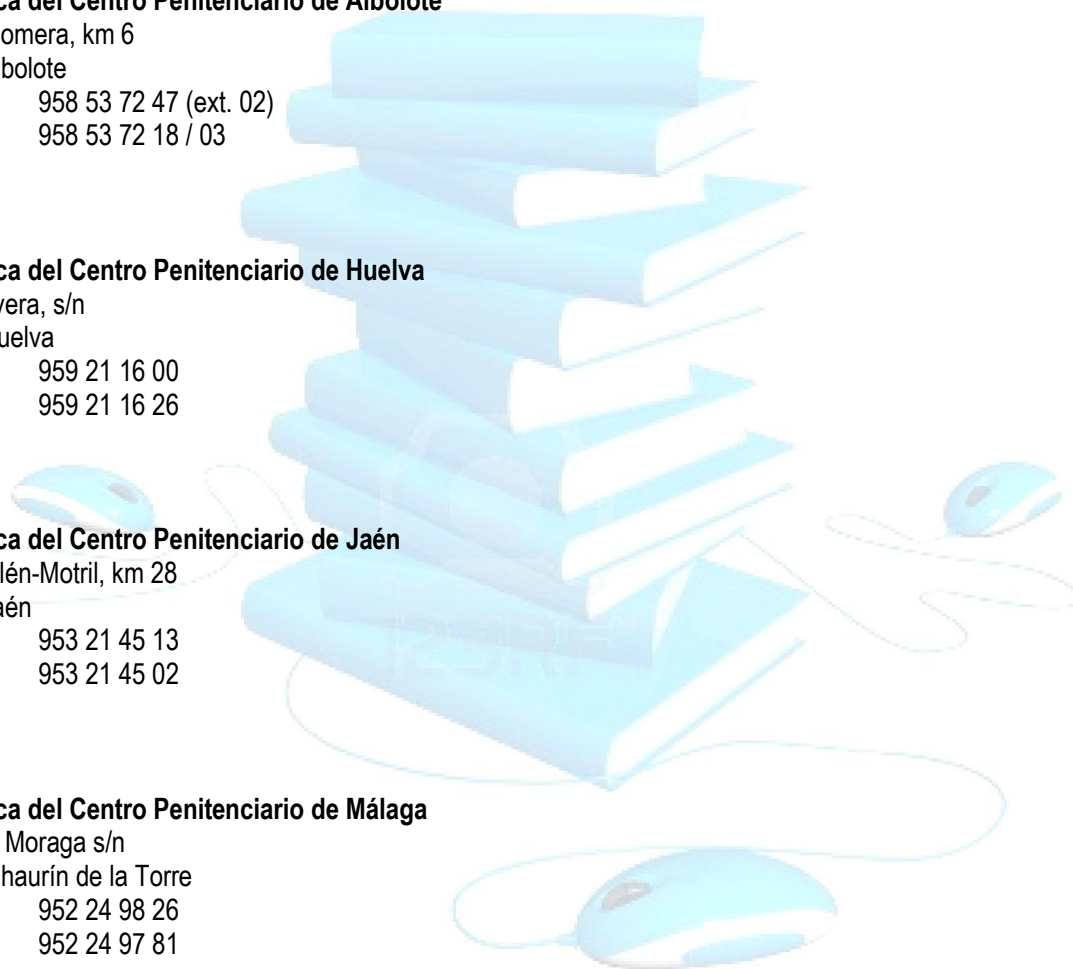 ca del Centro Penitenciario de Albolote
omera, km 6
bolote
958 53 72 47 (ext. 02)
958 53 72 18 / 03
ca del Centro Penitenciario de Huelva
vera, s/n
uelva
959 21 16 00
959 21 16 26
ca del Centro Penitenciario de Jaén
lén-Motril, km 28
aén
953 21 45 13
953 21 45 02
ca del Centro Penitenciario de Málaga
Moraga s/n
haurín de la Torre
952 24 98 26
952 24 97 81